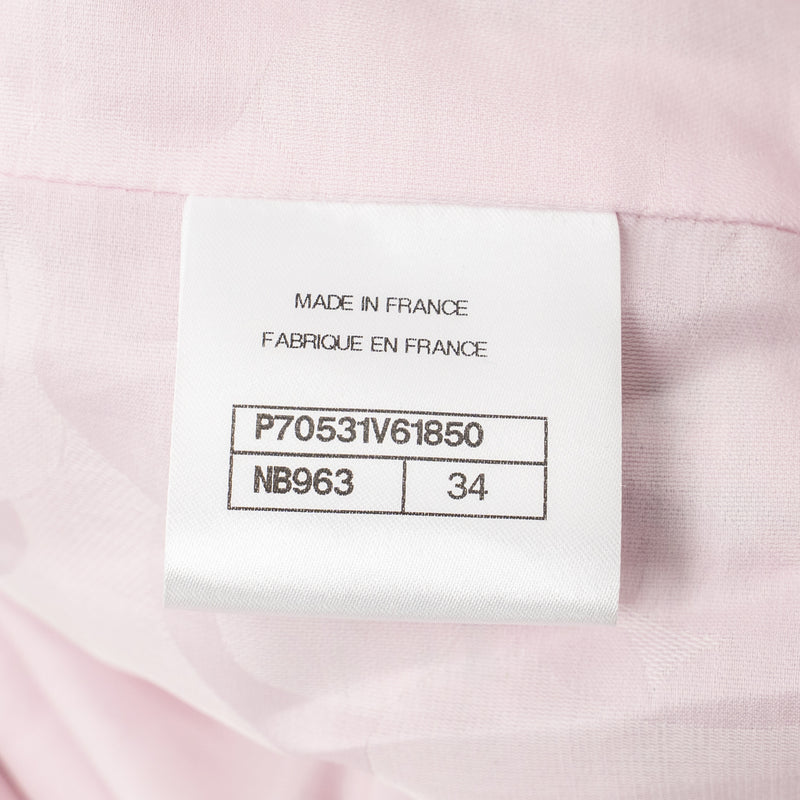 MADE IN FRANCE
FABRIQUE EN FRANCE
P70531V61850
NB963 34